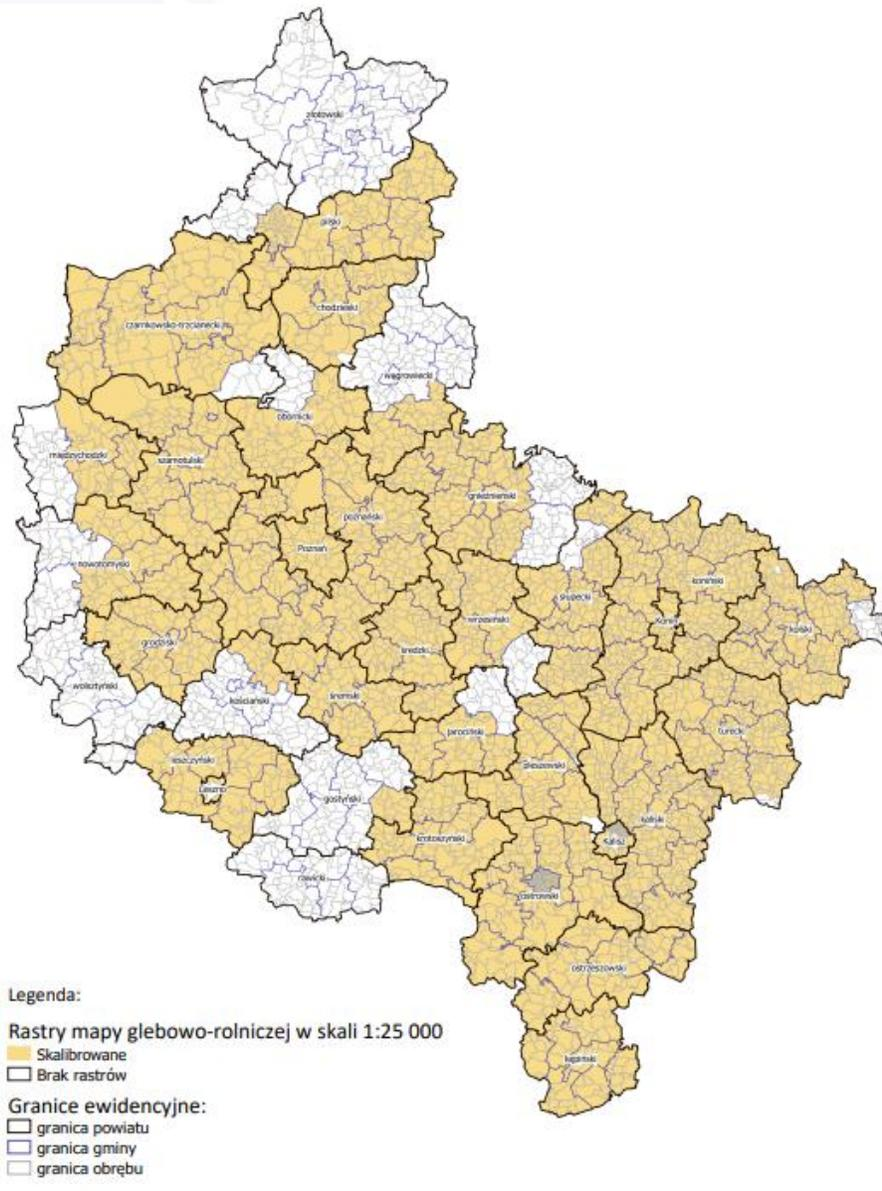 złotowski
pilski
chodzieski
czarnkowsko-trzcianecki
wągrowiecki
obornicki
międzychodzki
szamotulski
gnieźnieński
poznański
Poznań
nowotomyski
koniński
słupecki
wrzesiński
Konin
kolski
grodziski
średzki
wolsztyński
kościański
śremski
jarociński
turecki
leszczyński
pleszewski
Leszno
gostyński
kaliski
krotoszyński
Kalisz
rawicki
ostrowski
ostrzeszowski
kępiński
Legenda:
Rastry mapy glebowo-rolniczej w skali 1:25 000
Skalibrowane
Brak rastrów
Granice ewidencyjne:
granica powiatu
granica gminy
granica obrębu